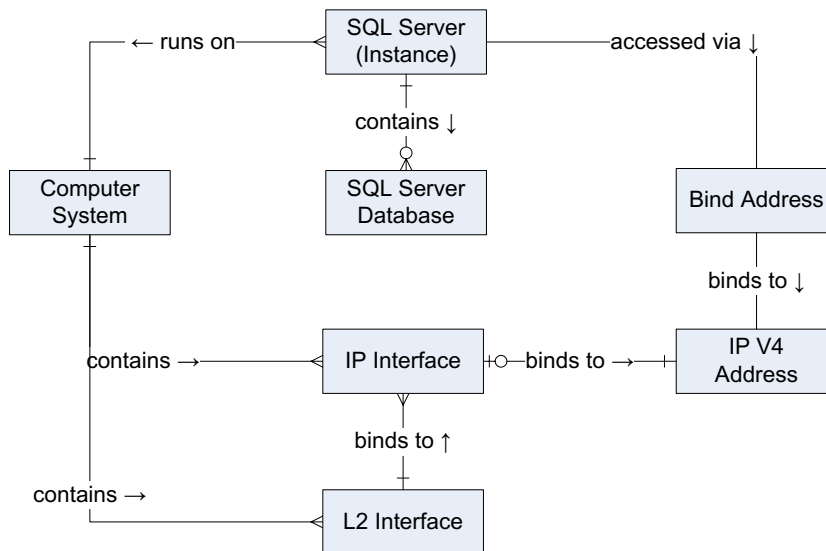 SQL Server
(Instance)
← runs on
accessed via ↓
contains ↓
Computer
System
SQL Server
Database
Bind Address
binds to ↓
contains →
IP Interface
binds to →
IP V4
Address
binds to ↑
contains →
L2 Interface